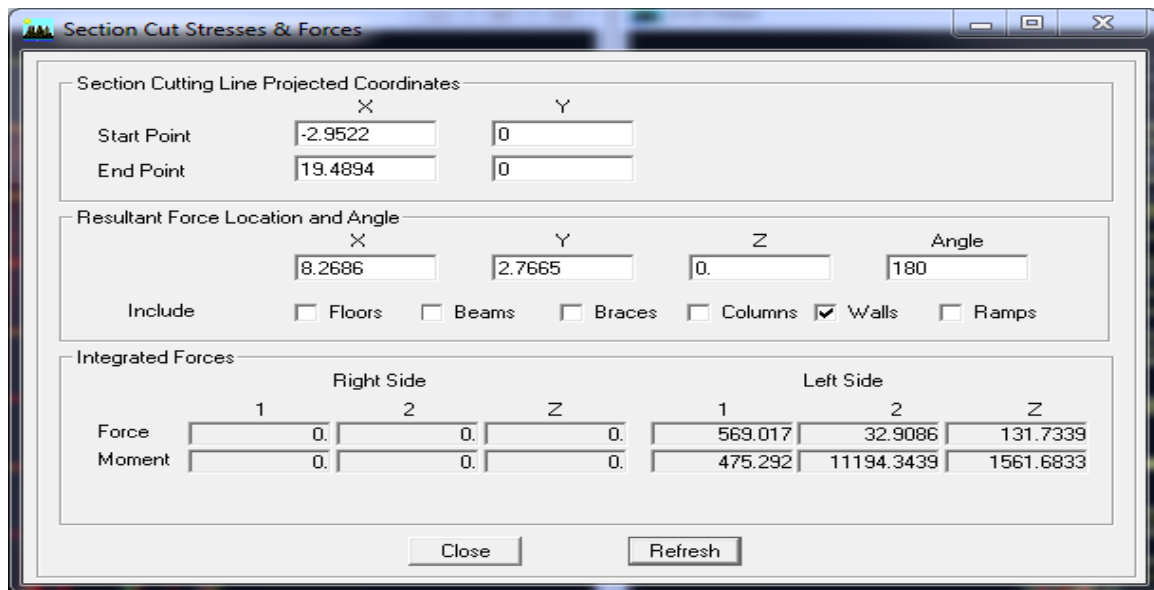 Section Cut Stresses & Forces
Section Cutting Line Projected Coordinates
X Y
Start Point -2.9522 0
End Point 19.4894 0
Resultant Force Location and Angle
X Y Z Angle
8.2686 2.7665 0. 180
Include Floors Beams Braces Columns Walls Ramps
Integrated Forces
Right Side Left Side
1 2 Z 1 2 Z
Force 0. 0. 0. 569.017 32.9086 131.7339
Moment 0. 0. 0. 475.292 11194.3439 1561.6833
Close Refresh